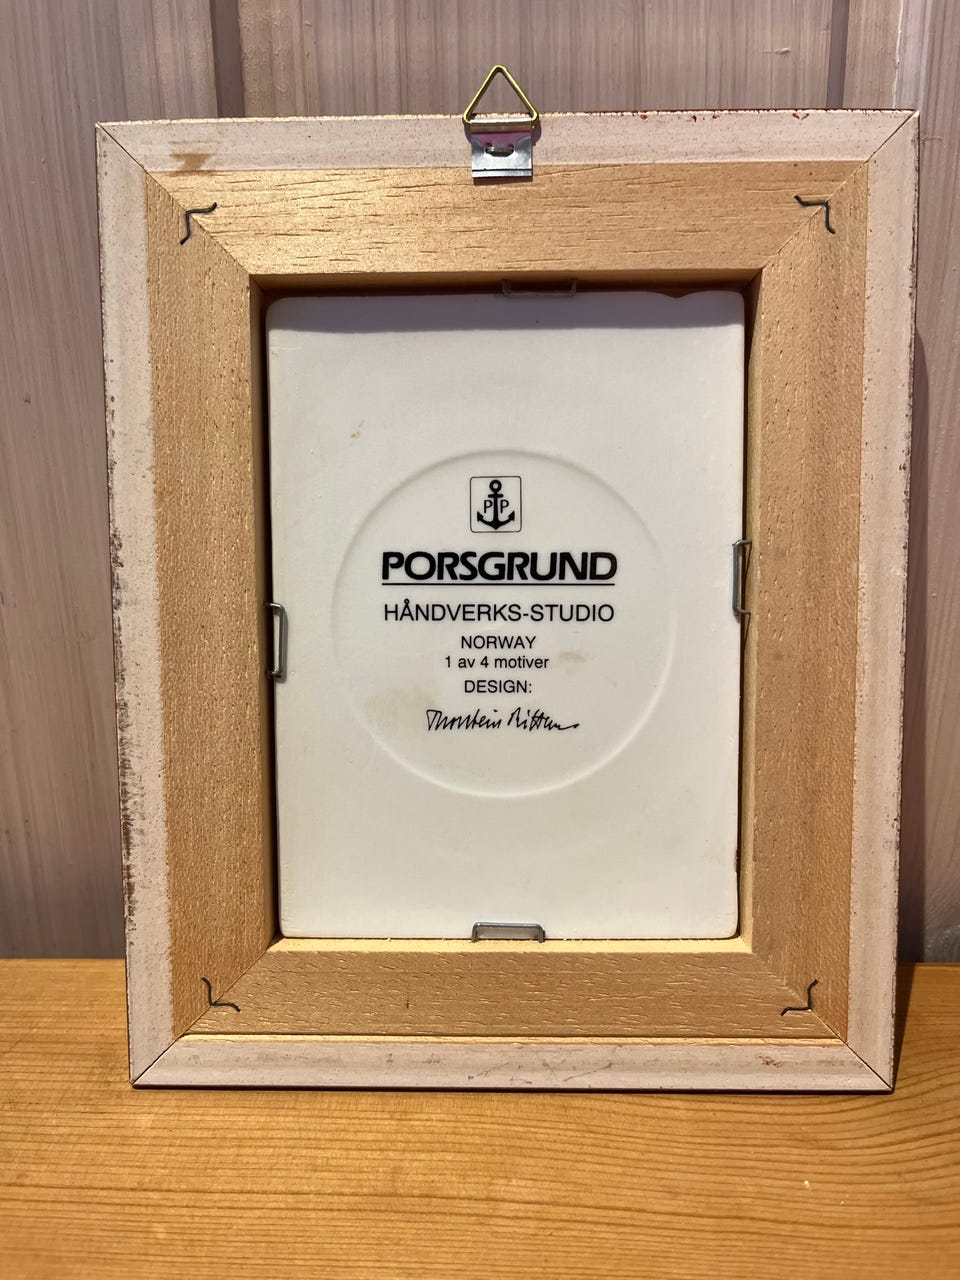 P P
PORSGRUND
HÅNDVERKS-STUDIO
NORWAY
1 av 4 motiver
DESIGN:
Thorstein Rittun